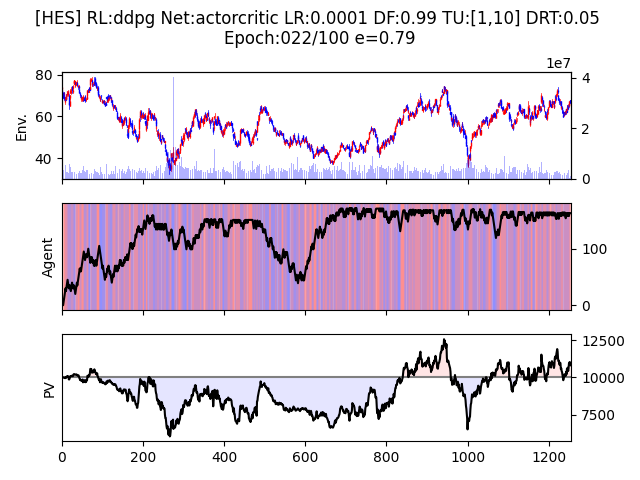 [HES] RL:ddpg Net:actorcritic LR:0.0001 DF:0.99 TU:[1,10] DRT:0.05
Epoch:022/100 e=0.79
1e7
80
60
40
Env.
4
2
0
Agent
100
0
PV
12500
10000
7500
0 200 400 600 800 1000 1200